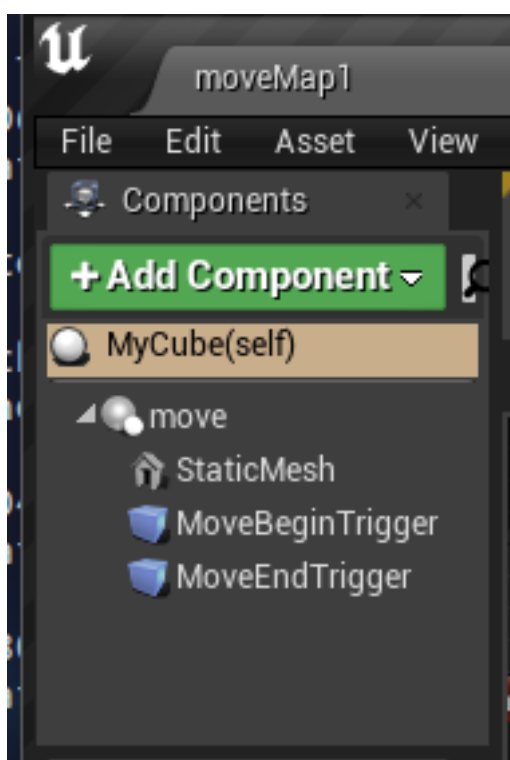 moveMap1
File Edit Asset View
Components
+Add Component
MyCube(self)
move
StaticMesh
MoveBeginTrigger
MoveEndTrigger